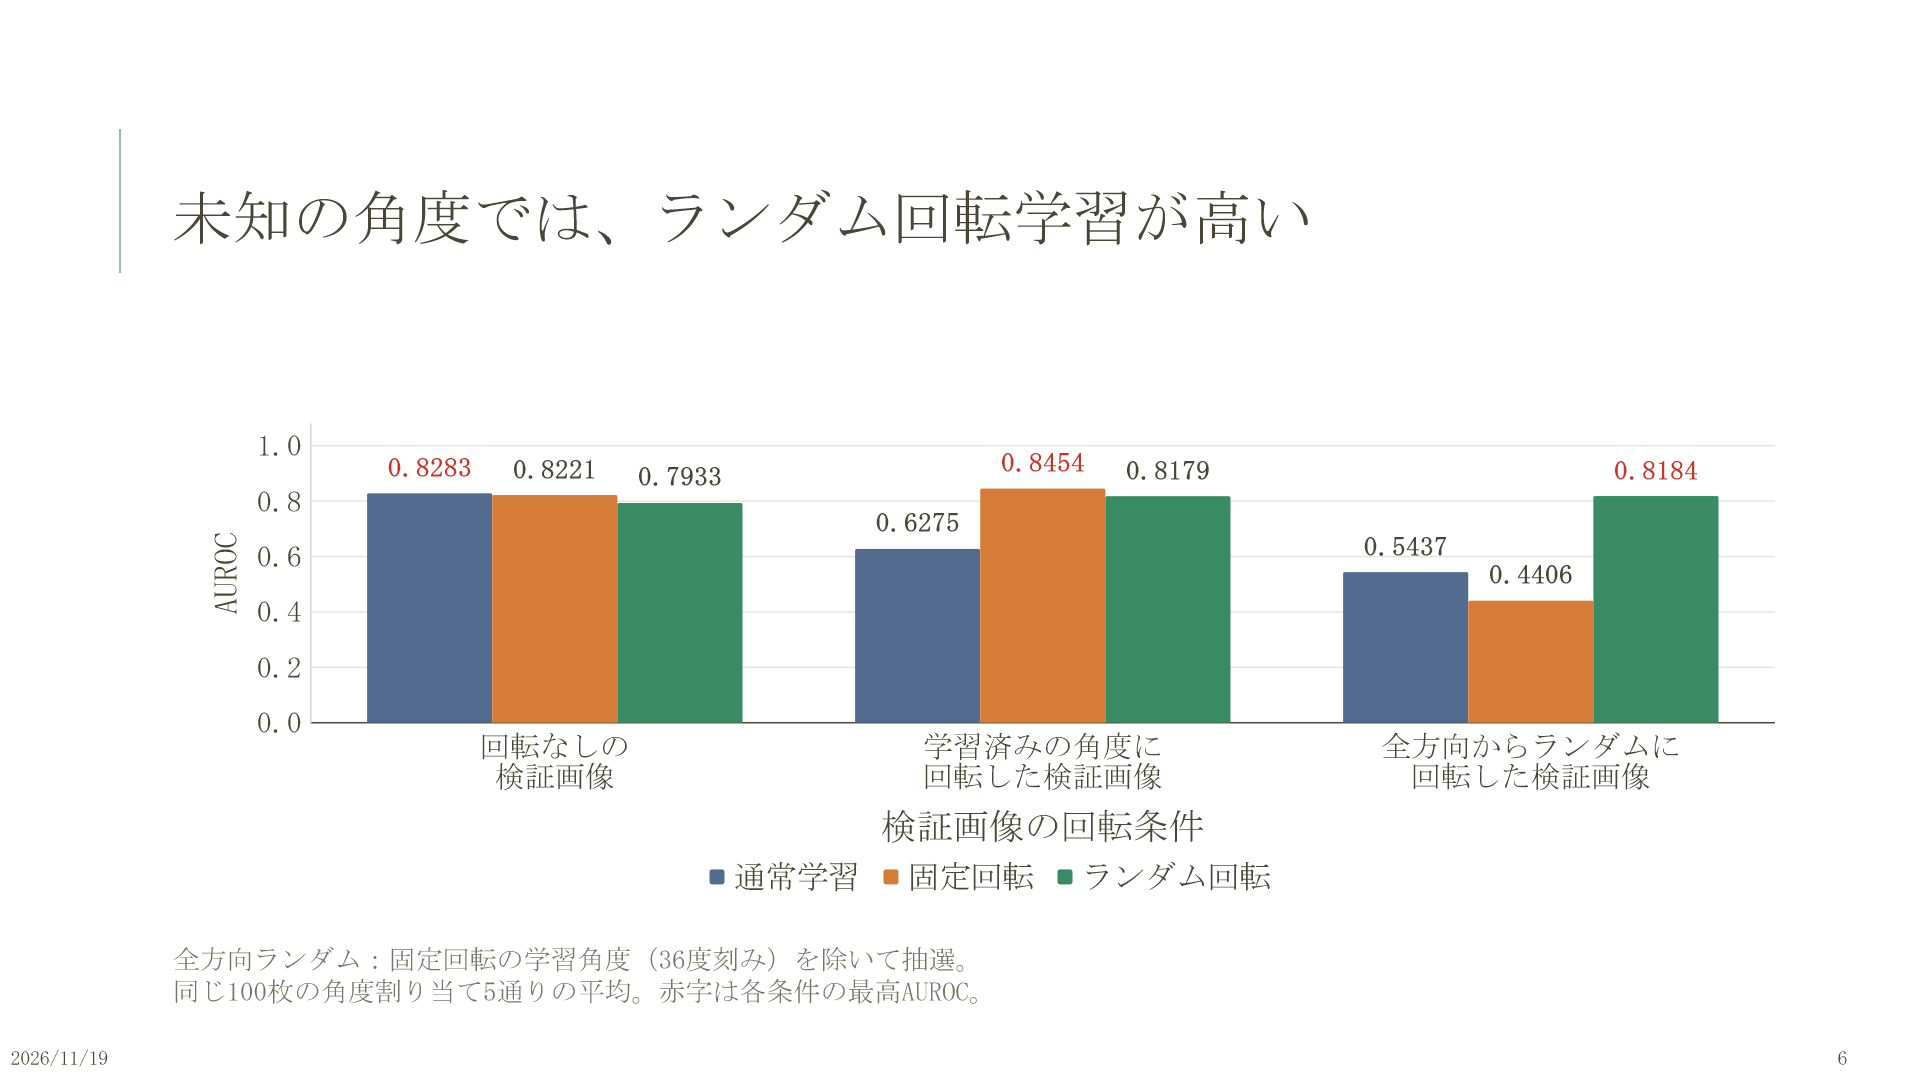 未知の角度では、ランダム回転学習が高い
AUROC
1.0
0.8
0.6
0.4
0.2
0.0
0.8283
0.8221
0.7933
0.6275
0.8454
0.8179
0.5437
0.4406
0.8184
回転なしの
検証画像
学習済みの角度に
回転した検証画像
全方向からランダムに
回転した検証画像
検証画像の回転条件
通常学習
固定回転
ランダム回転
全方向ランダム：固定回転の学習角度（36度刻み）を除いて抽選。
同じ100枚の角度割り当て5通りの平均。赤字は各条件の最高AUROC。
2026/11/19
6